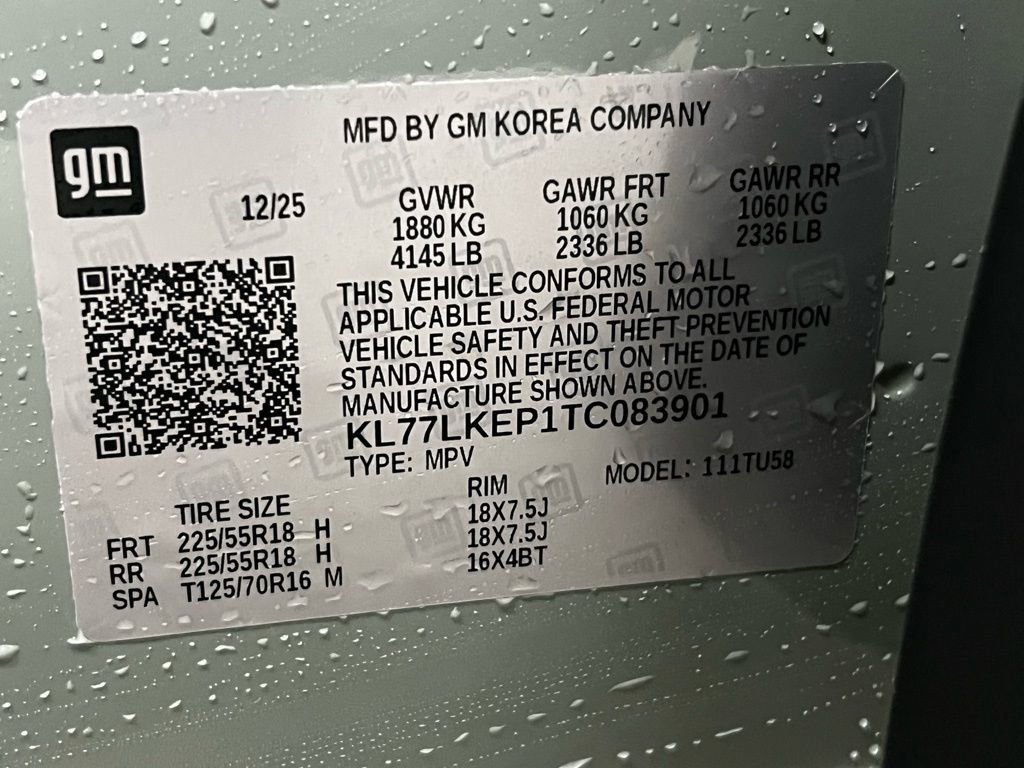 gm
MFD BY GM KOREA COMPANY
12/25
GVWR GAWR FRT GAWR RR
1880 KG 1060 KG 1060 KG
4145 LB 2336 LB 2336 LB
THIS VEHICLE CONFORMS TO ALL
APPLICABLE U.S. FEDERAL MOTOR
VEHICLE SAFETY AND THEFT PREVENTION
STANDARDS IN EFFECT ON THE DATE OF
MANUFACTURE SHOWN ABOVE.
KL77LKEP1TC083901
TYPE: MPV MODEL: 111TU58
TIRE SIZE RIM
FRT 225/55R18 H 18X7.5J
RR 225/55R18 H 18X7.5J
SPA T125/70R16 M 16X4BT